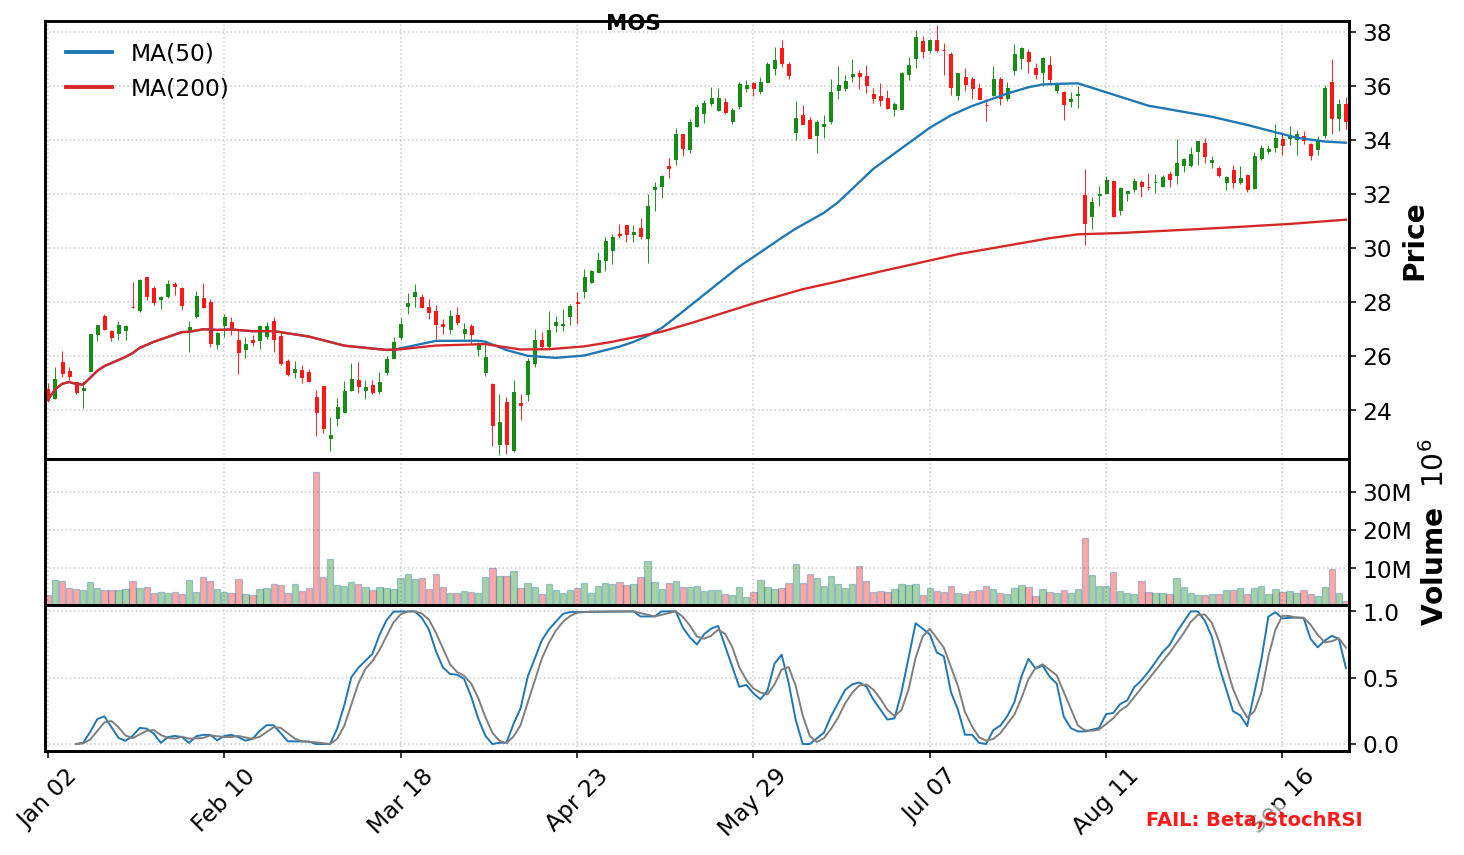 MOS
MA(50)
MA(200)
38
36
34
32
30
28
26
24
Price
30M
20M
10M
Volume 10^6
1.0
0.5
0.0
Jan 02
Feb 10
Mar 18
Apr 23
May 29
Jul 07
Aug 11
Sep 16
FAIL: Beta,StochRSI